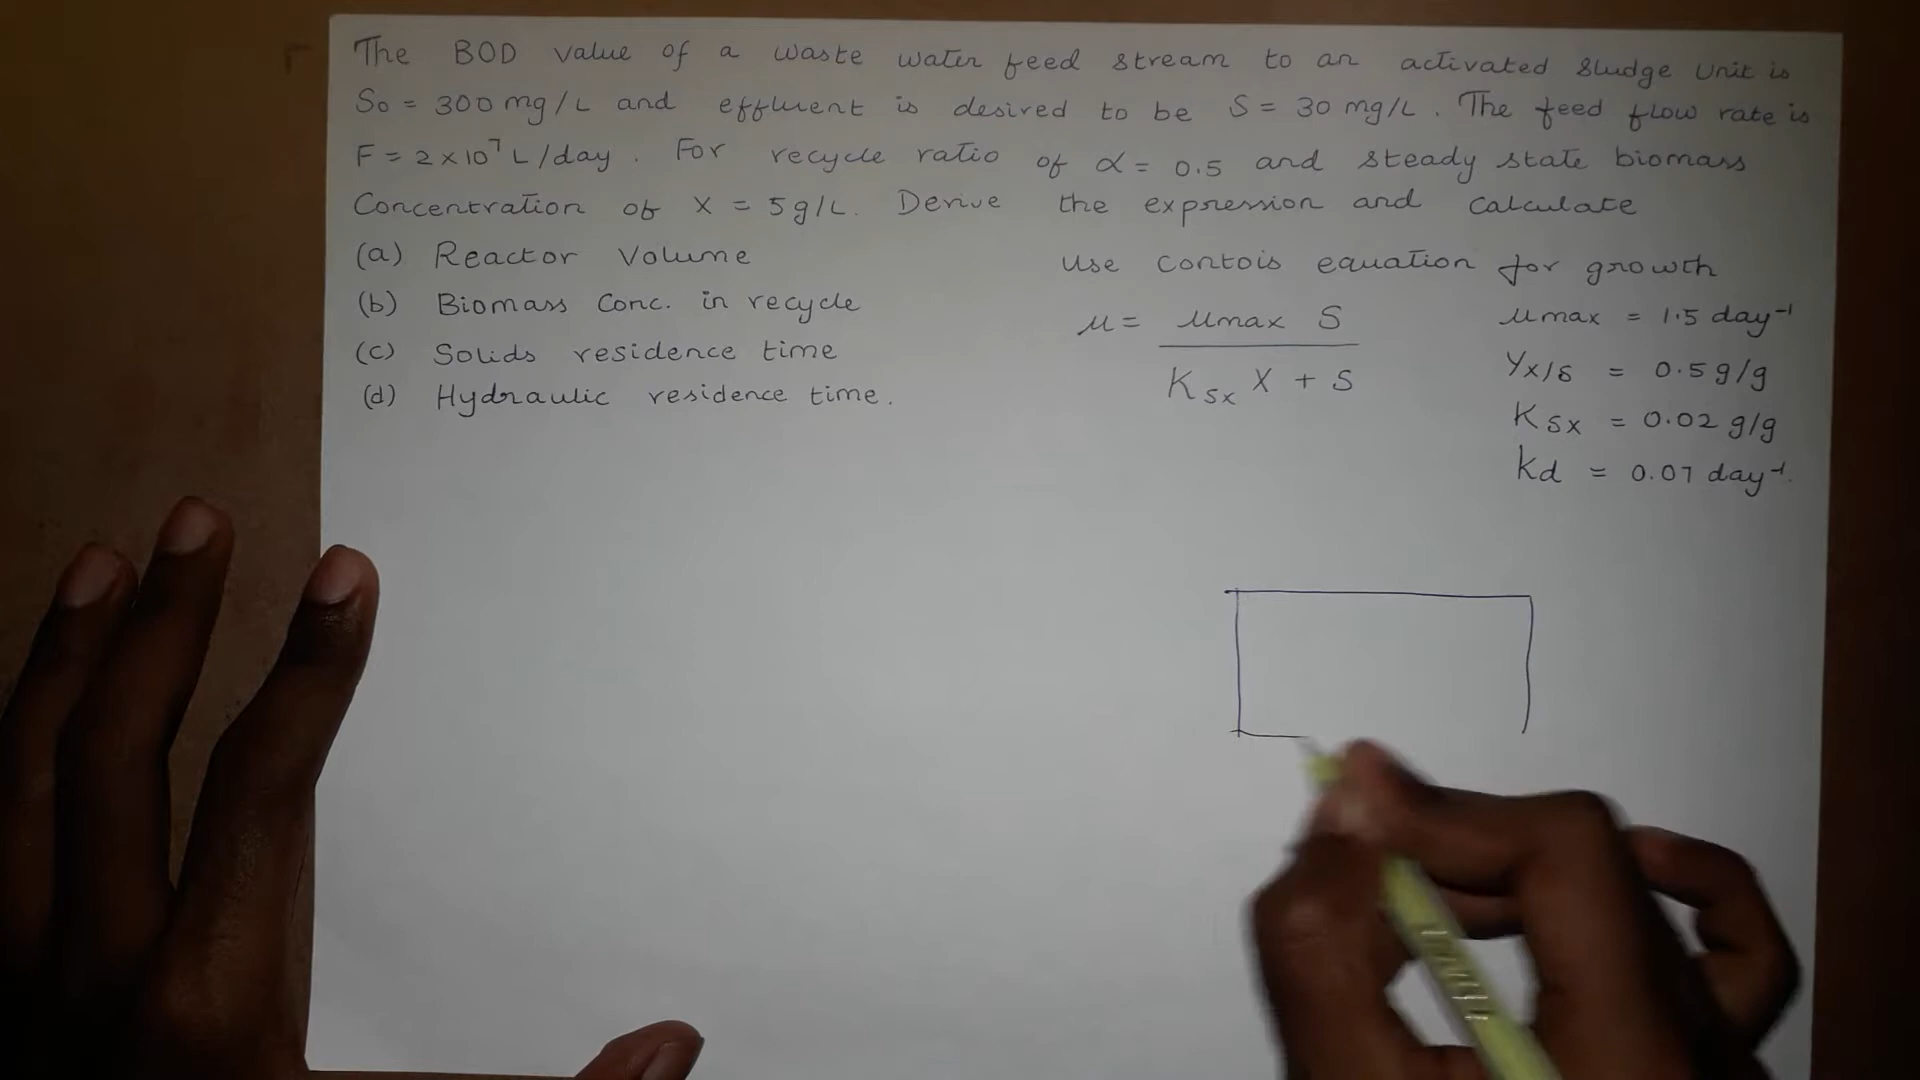 The BOD value of a waste water feed stream to an activated sludge Unit is
So = 300 mg/L and effluent is desired to be S = 30 mg/L. The feed flow rate is
F = 2×10⁷ L/day. For recycle ratio of α = 0.5 and steady state biomass
Concentration of X = 5g/L. Derive the expression and calculate
(a) Reactor Volume
Use contois equation for growth
(b) Biomass Conc. in recycle
μ = μmax S / K_SX X + S
μmax = 1.5 day⁻¹
(c) Solids residence time
Y_X/S = 0.5 g/g
(d) Hydraulic residence time.
K_SX = 0.02 g/g
kd = 0.07 day⁻¹.